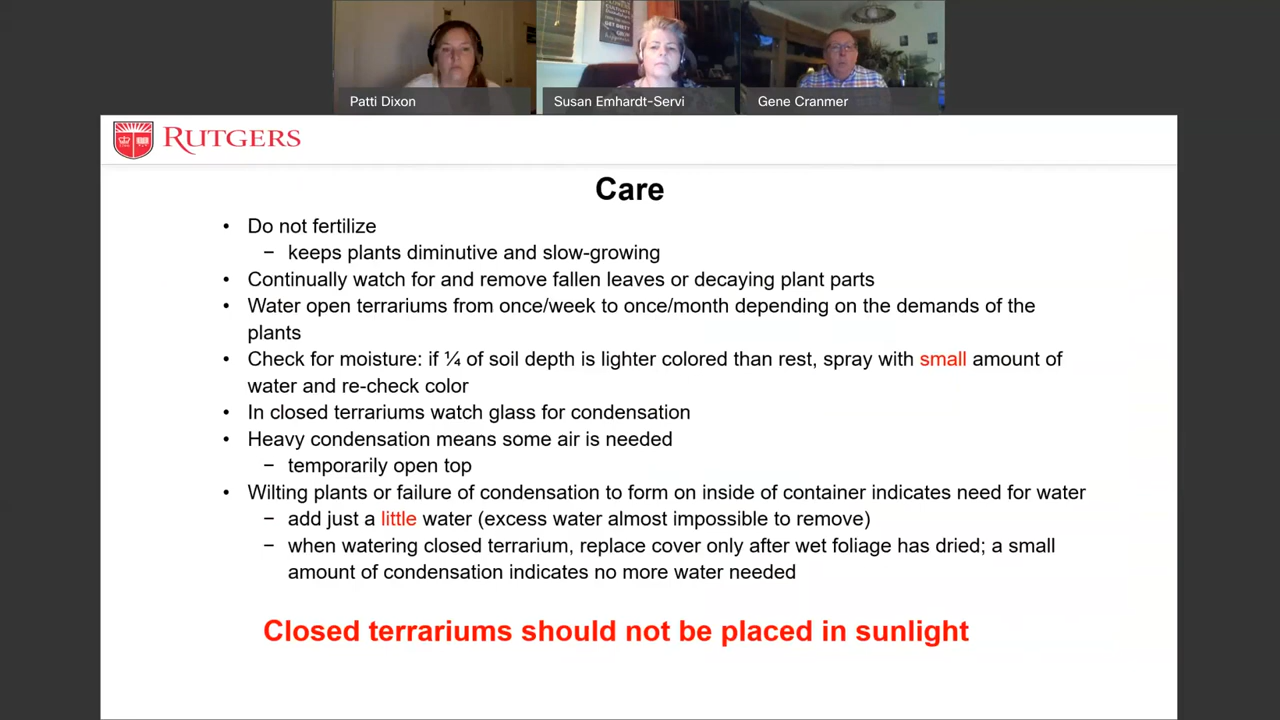 Patti Dixon
Susan Emhardt-Servi
Gene Cranmer
RUTGERS
Care
• Do not fertilize
− keeps plants diminutive and slow-growing
• Continually watch for and remove fallen leaves or decaying plant parts
• Water open terrariums from once/week to once/month depending on the demands of the
plants
• Check for moisture: if ¼ of soil depth is lighter colored than rest, spray with small amount of
water and re-check color
• In closed terrariums watch glass for condensation
• Heavy condensation means some air is needed
− temporarily open top
• Wilting plants or failure of condensation to form on inside of container indicates need for water
− add just a little water (excess water almost impossible to remove)
− when watering closed terrarium, replace cover only after wet foliage has dried; a small
amount of condensation indicates no more water needed
Closed terrariums should not be placed in sunlight